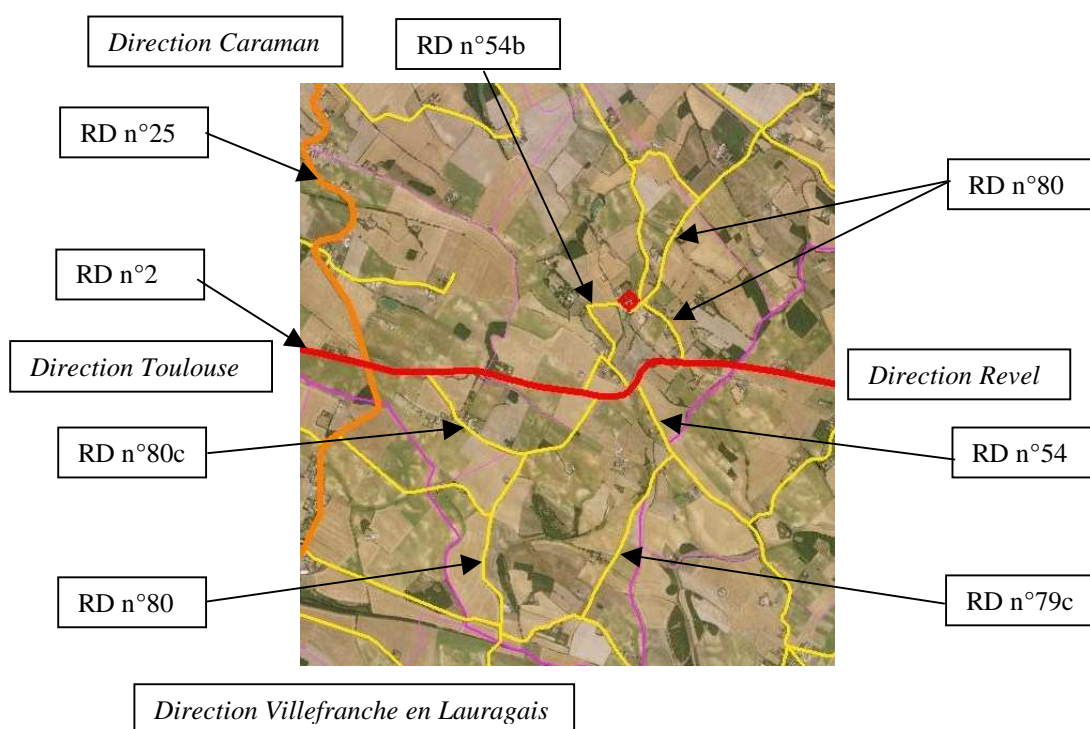 Direction Caraman
RD n°54b
RD n°25
RD n°80
RD n°2
Direction Toulouse
Direction Revel
RD n°80c
RD n°54
RD n°80
RD n°79c
Direction Villefranche en Lauragais